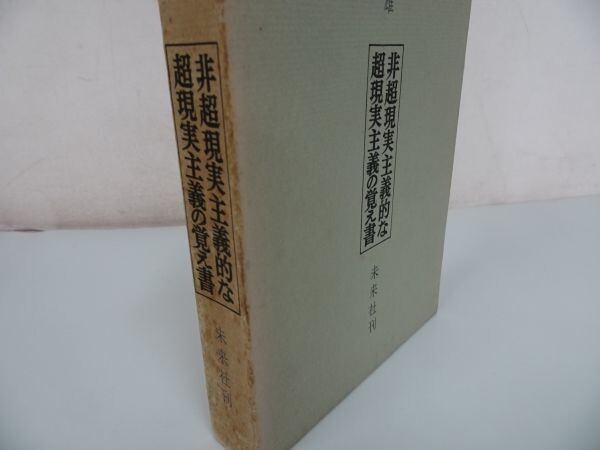 非超現実主義的な
超現実主義の覚え書
未来社刊
雄
非超現実主義的な
超現実主義の覚え書
未来社刊